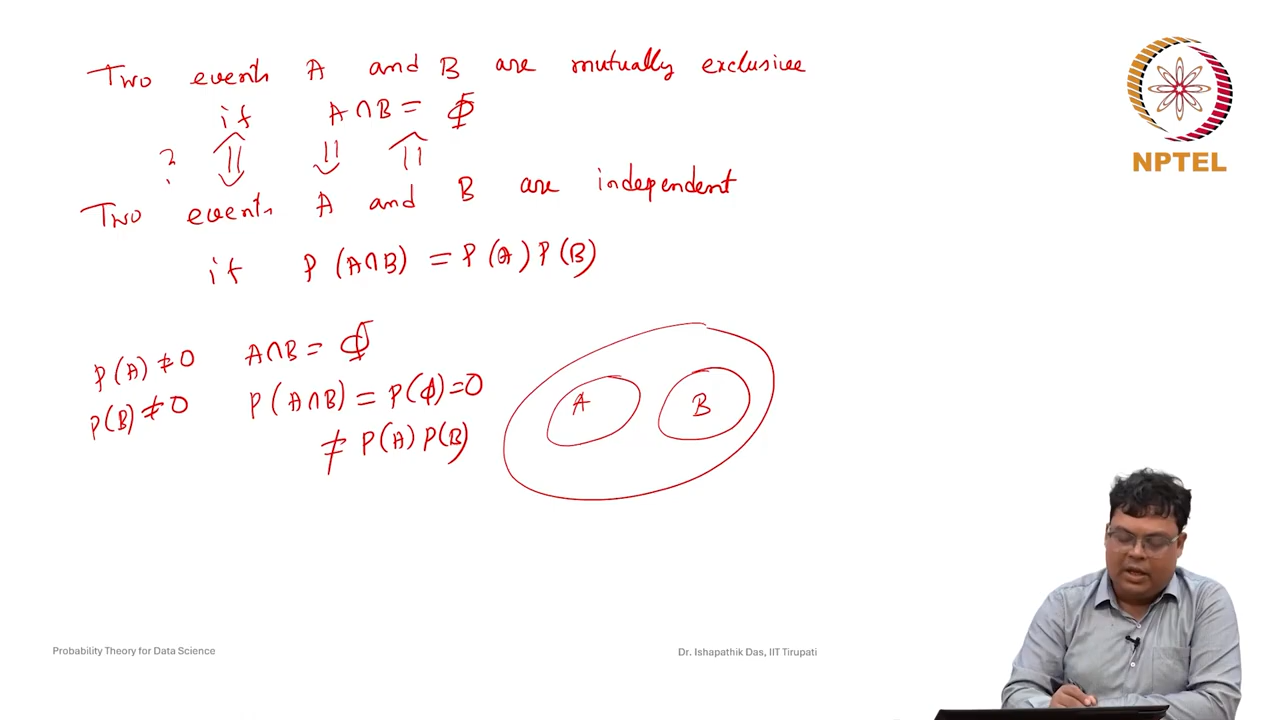 Two events A and B are mutually exclusive
if A ∩ B = Φ
? ⇕ ⇓ ⇑
Two events A and B are independent
if P(A∩B) = P(A)P(B)
P(A) ≠ 0 A∩B = Φ
P(B) ≠ 0 P(A∩B) = P(Φ) = 0
≠ P(A) P(B)
A B
NPTEL
Probability Theory for Data Science
Dr. Ishapathik Das, IIT Tirupati